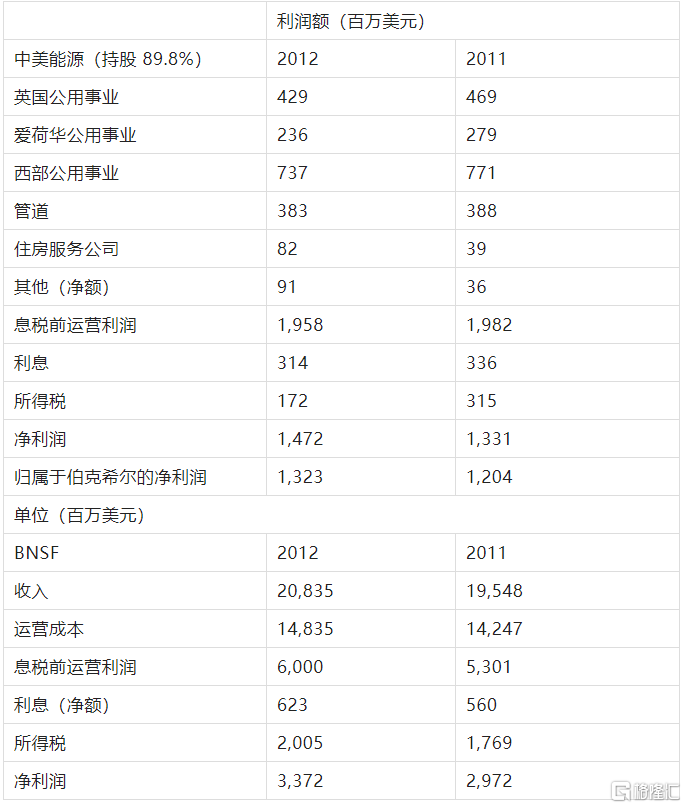 利润额（百万美元）
中美能源（持股 89.8%） 2012 2011
英国公用事业 429 469
爱荷华公用事业 236 279
西部公用事业 737 771
管道 383 388
住房服务公司 82 39
其他（净额） 91 36
息税前运营利润 1,958 1,982
利息 314 336
所得税 172 315
净利润 1,472 1,331
归属于伯克希尔的净利润 1,323 1,204
单位（百万美元）
BNSF 2012 2011
收入 20,835 19,548
运营成本 14,835 14,247
息税前运营利润 6,000 5,301
利息（净额） 623 560
所得税 2,005 1,769
净利润 3,372 2,972
格隆汇